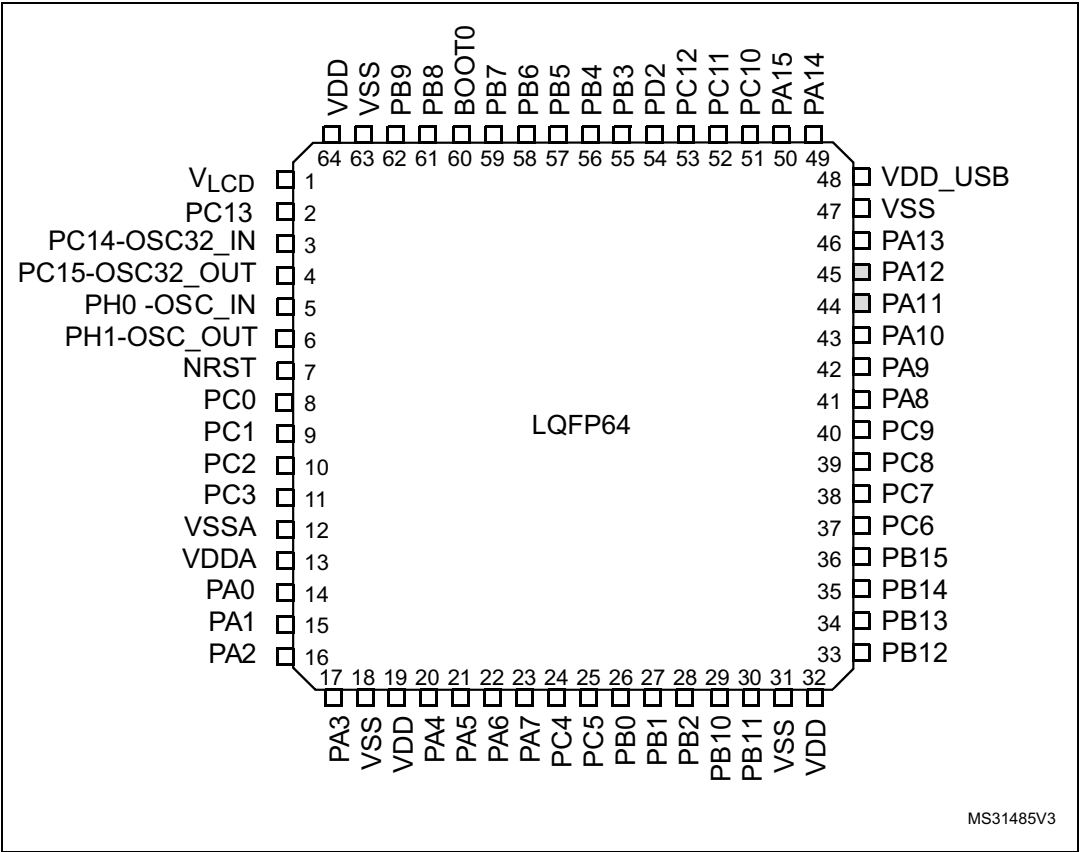 VDD
VSS
PB9
PB8
BOOT0
PB7
PB6
PB5
PB4
PB3
PD2
PC12
PC11
PC10
PA15
PA14
64 63 62 61 60 59 58 57 56 55 54 53 52 51 50 49
VLCD 1
PC13 2
PC14-OSC32_IN 3
PC15-OSC32_OUT 4
PH0 -OSC_IN 5
PH1-OSC_OUT 6
NRST 7
PC0 8
PC1 9
PC2 10
PC3 11
VSSA 12
VDDA 13
PA0 14
PA1 15
PA2 16
LQFP64
48 VDD_USB
47 VSS
46 PA13
45 PA12
44 PA11
43 PA10
42 PA9
41 PA8
40 PC9
39 PC8
38 PC7
37 PC6
36 PB15
35 PB14
34 PB13
33 PB12
17 18 19 20 21 22 23 24 25 26 27 28 29 30 31 32
PA3
VSS
VDD
PA4
PA5
PA6
PA7
PC4
PC5
PB0
PB1
PB2
PB10
PB11
VSS
VDD
MS31485V3